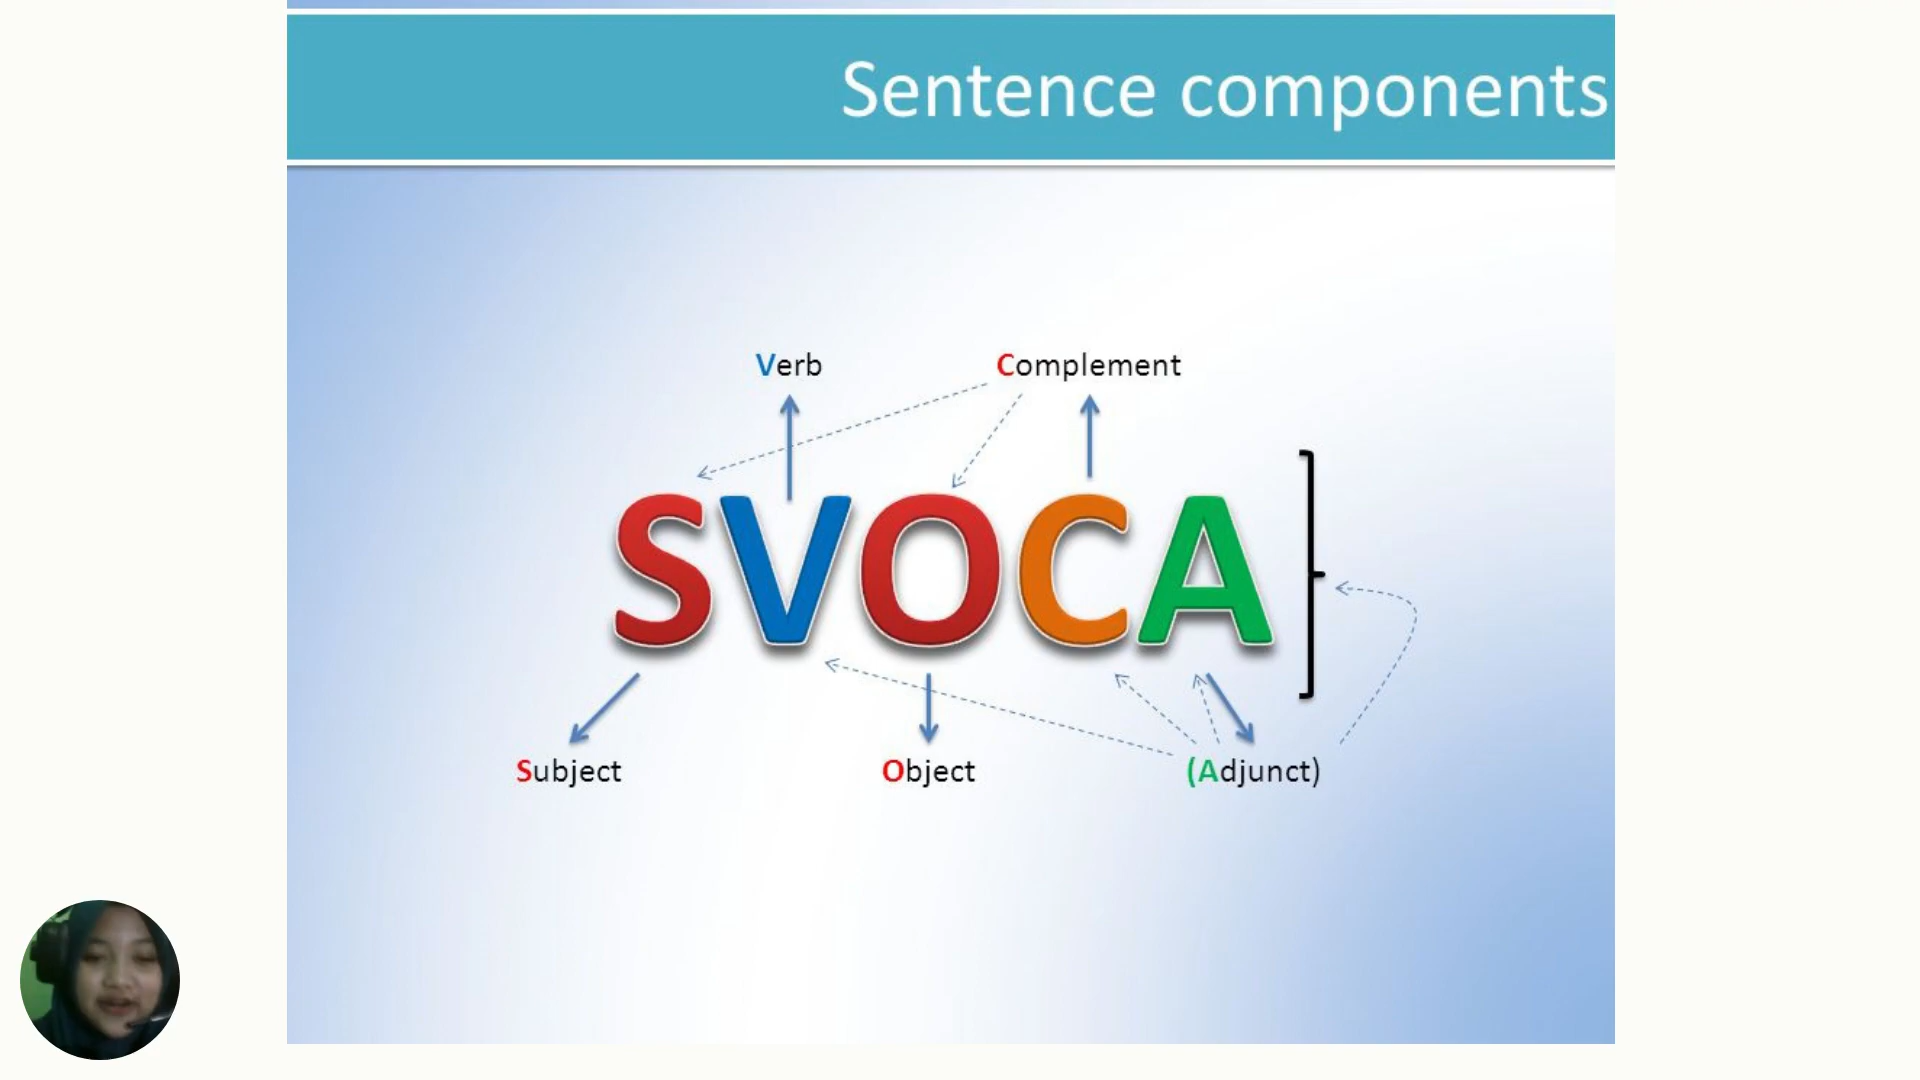 Sentence components
Verb
Complement
SVOCA
Subject
Object
(Adjunct)